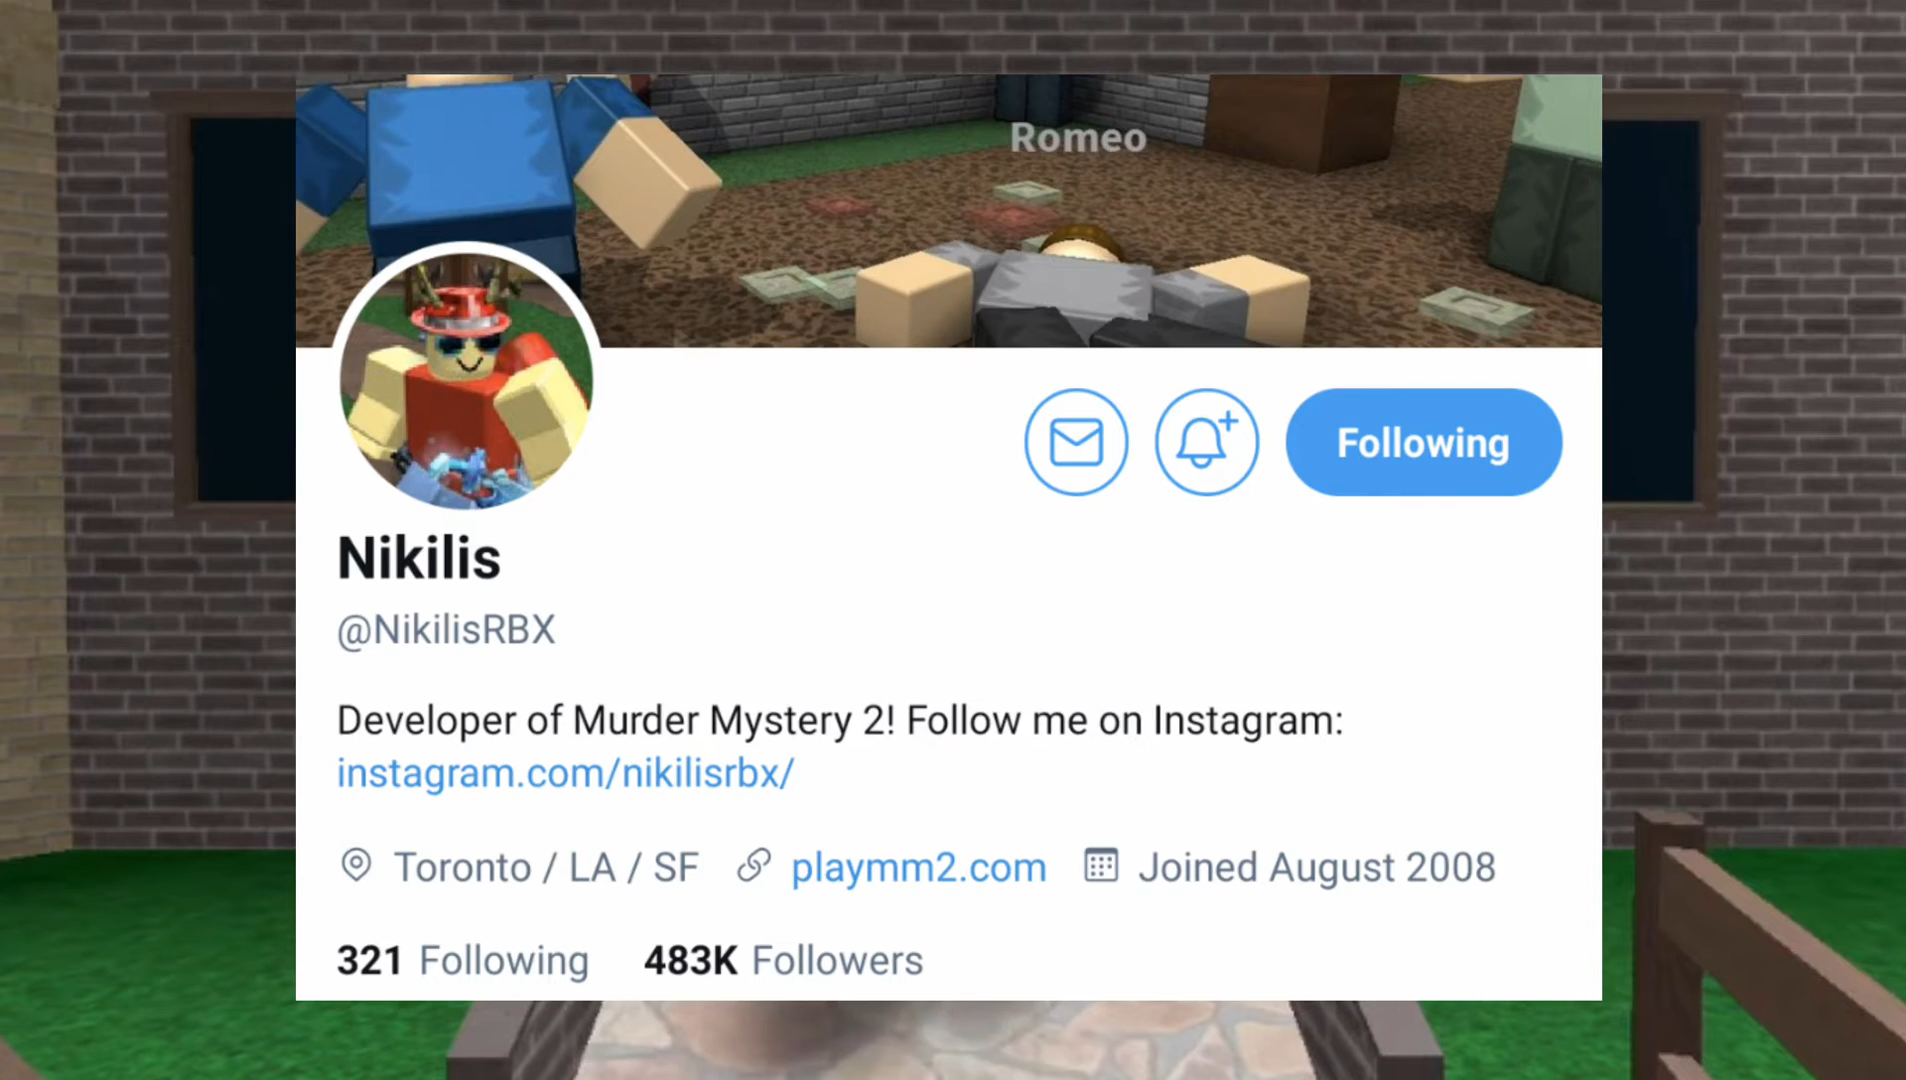 Romeo
Following
Nikilis
@NikilisRBX
Developer of Murder Mystery 2! Follow me on Instagram:
instagram.com/nikilisrbx/
Toronto / LA / SF playmm2.com Joined August 2008
321 Following 483K Followers